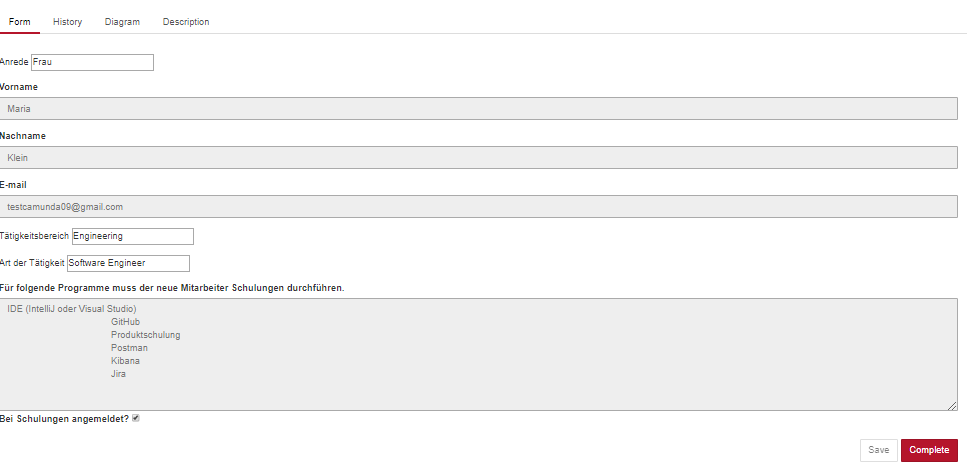 Form History Diagram Description
Anrede Frau
Vorname
Maria
Nachname
Klein
E-mail
testcamunda09@gmail.com
Tätigkeitsbereich Engineering
Art der Tätigkeit Software Engineer
Für folgende Programme muss der neue Mitarbeiter Schulungen durchführen.
IDE (IntelliJ oder Visual Studio)
GitHub
Produktschulung
Postman
Kibana
Jira
Bei Schulungen angemeldet?
Save Complete